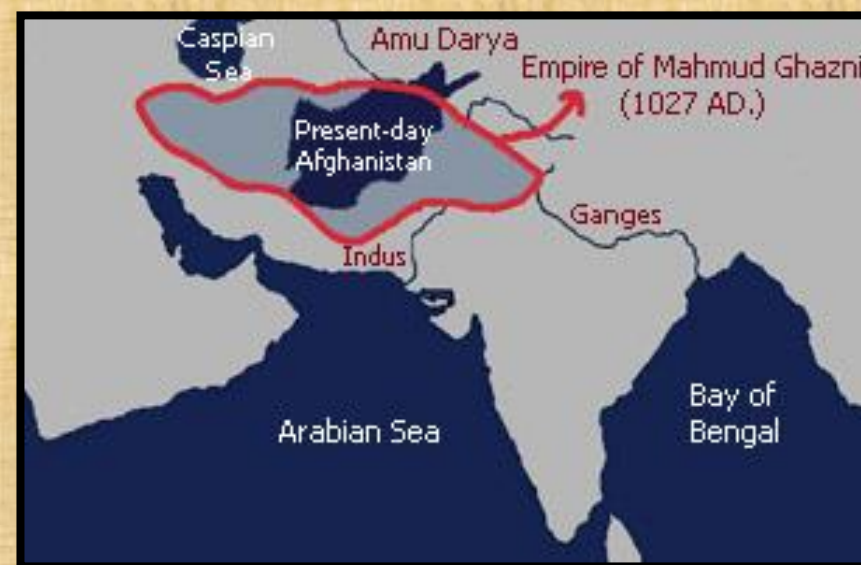 Caspian
Sea
Amu Darya
Empire of Mahmud Ghazni
(1027 AD.)
Present-day
Afghanistan
Ganges
Indus
Arabian Sea
Bay of
Bengal